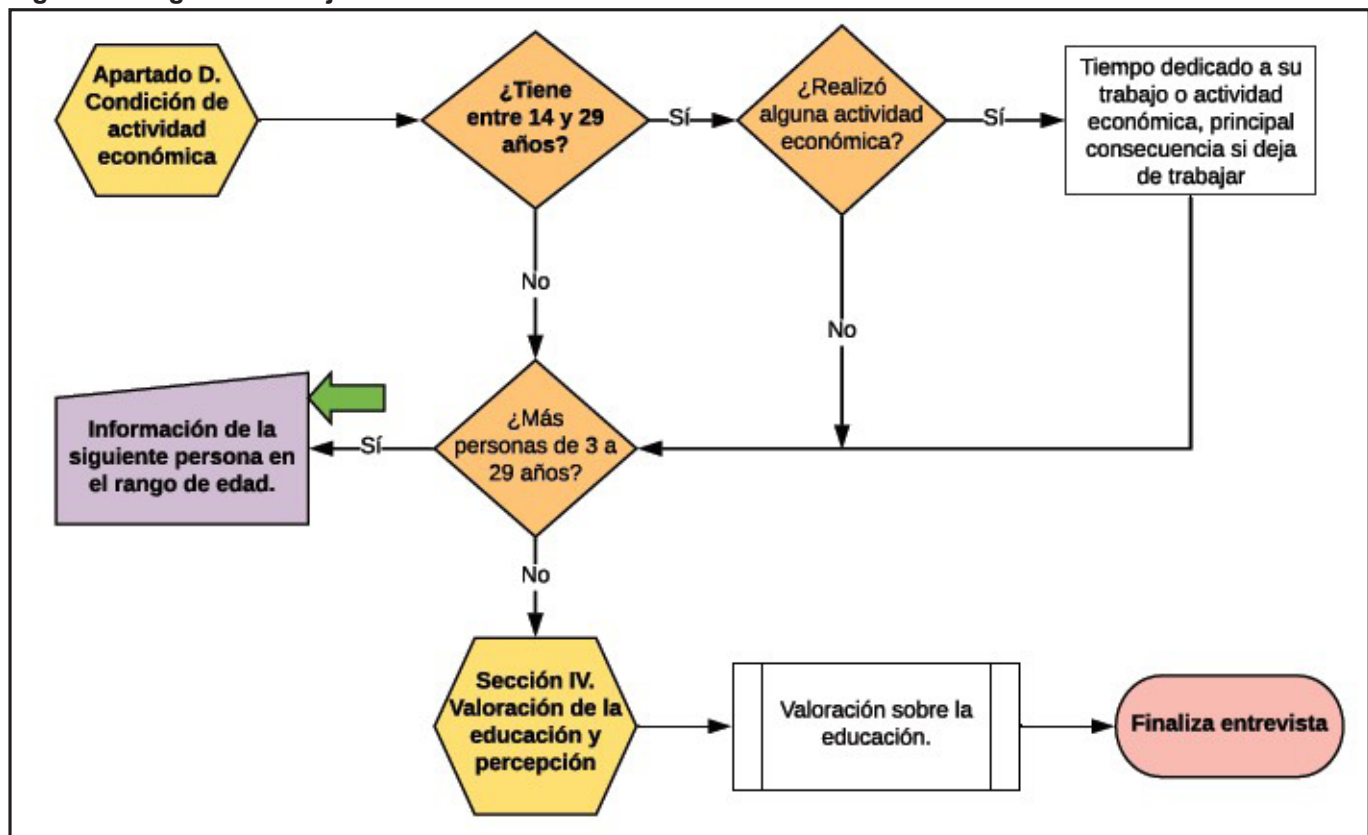 Apartado D.
Condición de
actividad
económica
¿Tiene
entre 14 y 29
años?
Sí
¿Realizó
alguna actividad
económica?
Sí
Tiempo dedicado a su
trabajo o actividad
económica, principal
consecuencia si deja
de trabajar
No
No
¿Más
personas de 3 a
29 años?
Sí
Información de la
siguiente persona en
el rango de edad.
No
Sección IV.
Valoración de la
educación y
percepción
Valoración sobre la
educación.
Finaliza entrevista